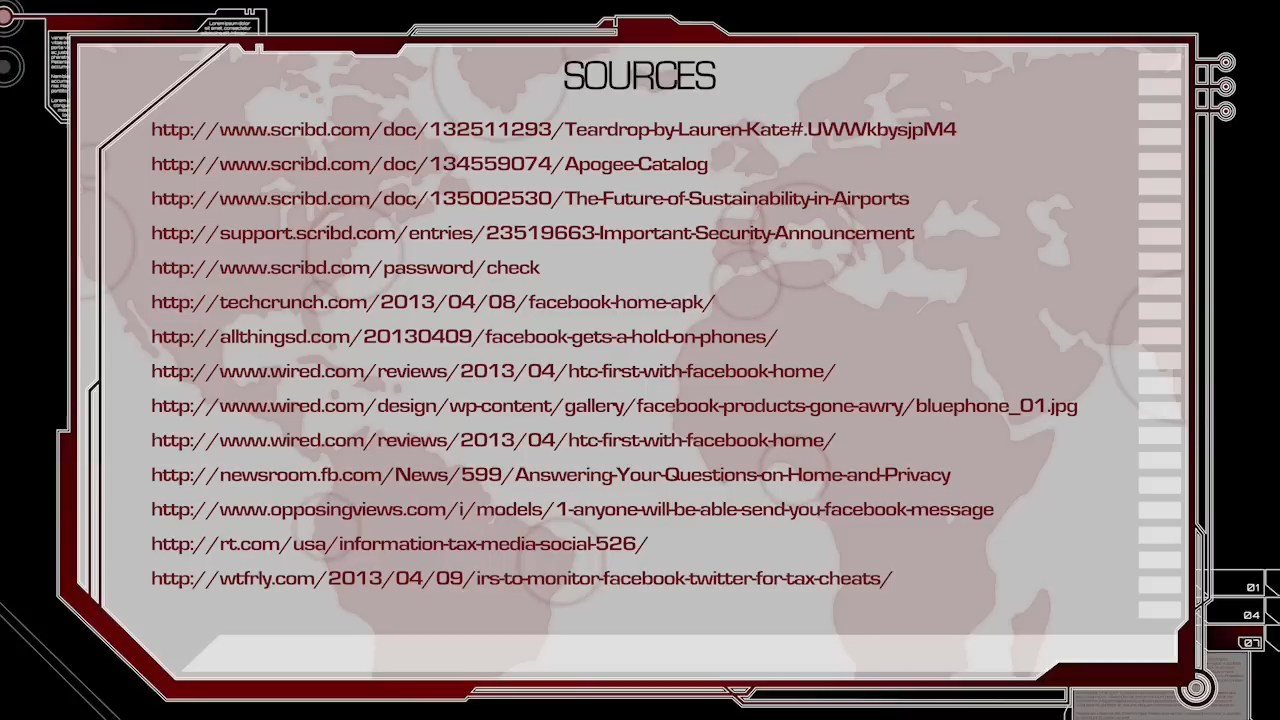 SOURCES
http://www.scribd.com/doc/132511293/Teardrop-by-Lauren-Kate#.UWWkbysjpM4
http://www.scribd.com/doc/134559074/Apogee-Catalog
http://www.scribd.com/doc/135002530/The-Future-of-Sustainability-in-Airports
http://support.scribd.com/entries/23519663-Important-Security-Announcement
http://www.scribd.com/password/check
http://techcrunch.com/2013/04/08/facebook-home-apk/
http://allthingsd.com/20130409/facebook-gets-a-hold-on-phones/
http://www.wired.com/reviews/2013/04/htc-first-with-facebook-home/
http://www.wired.com/design/wp-content/gallery/facebook-products-gone-awry/bluephone_01.jpg
http://www.wired.com/reviews/2013/04/htc-first-with-facebook-home/
http://newsroom.fb.com/News/599/Answering-Your-Questions-on-Home-and-Privacy
http://www.opposingviews.com/i/models/1-anyone-will-be-able-send-you-facebook-message
http://rt.com/usa/information-tax-media-social-526/
http://wtfrly.com/2013/04/09/irs-to-monitor-facebook-twitter-for-tax-cheats/
01
04
07